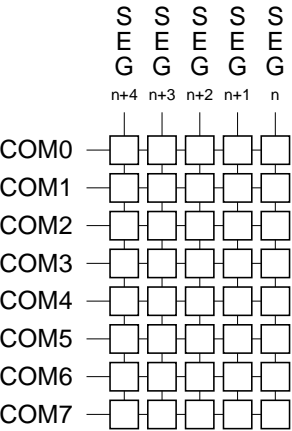 S S S S S
E E E E E
G G G G G
n+4 n+3 n+2 n+1 n
COM0
COM1
COM2
COM3
COM4
COM5
COM6
COM7